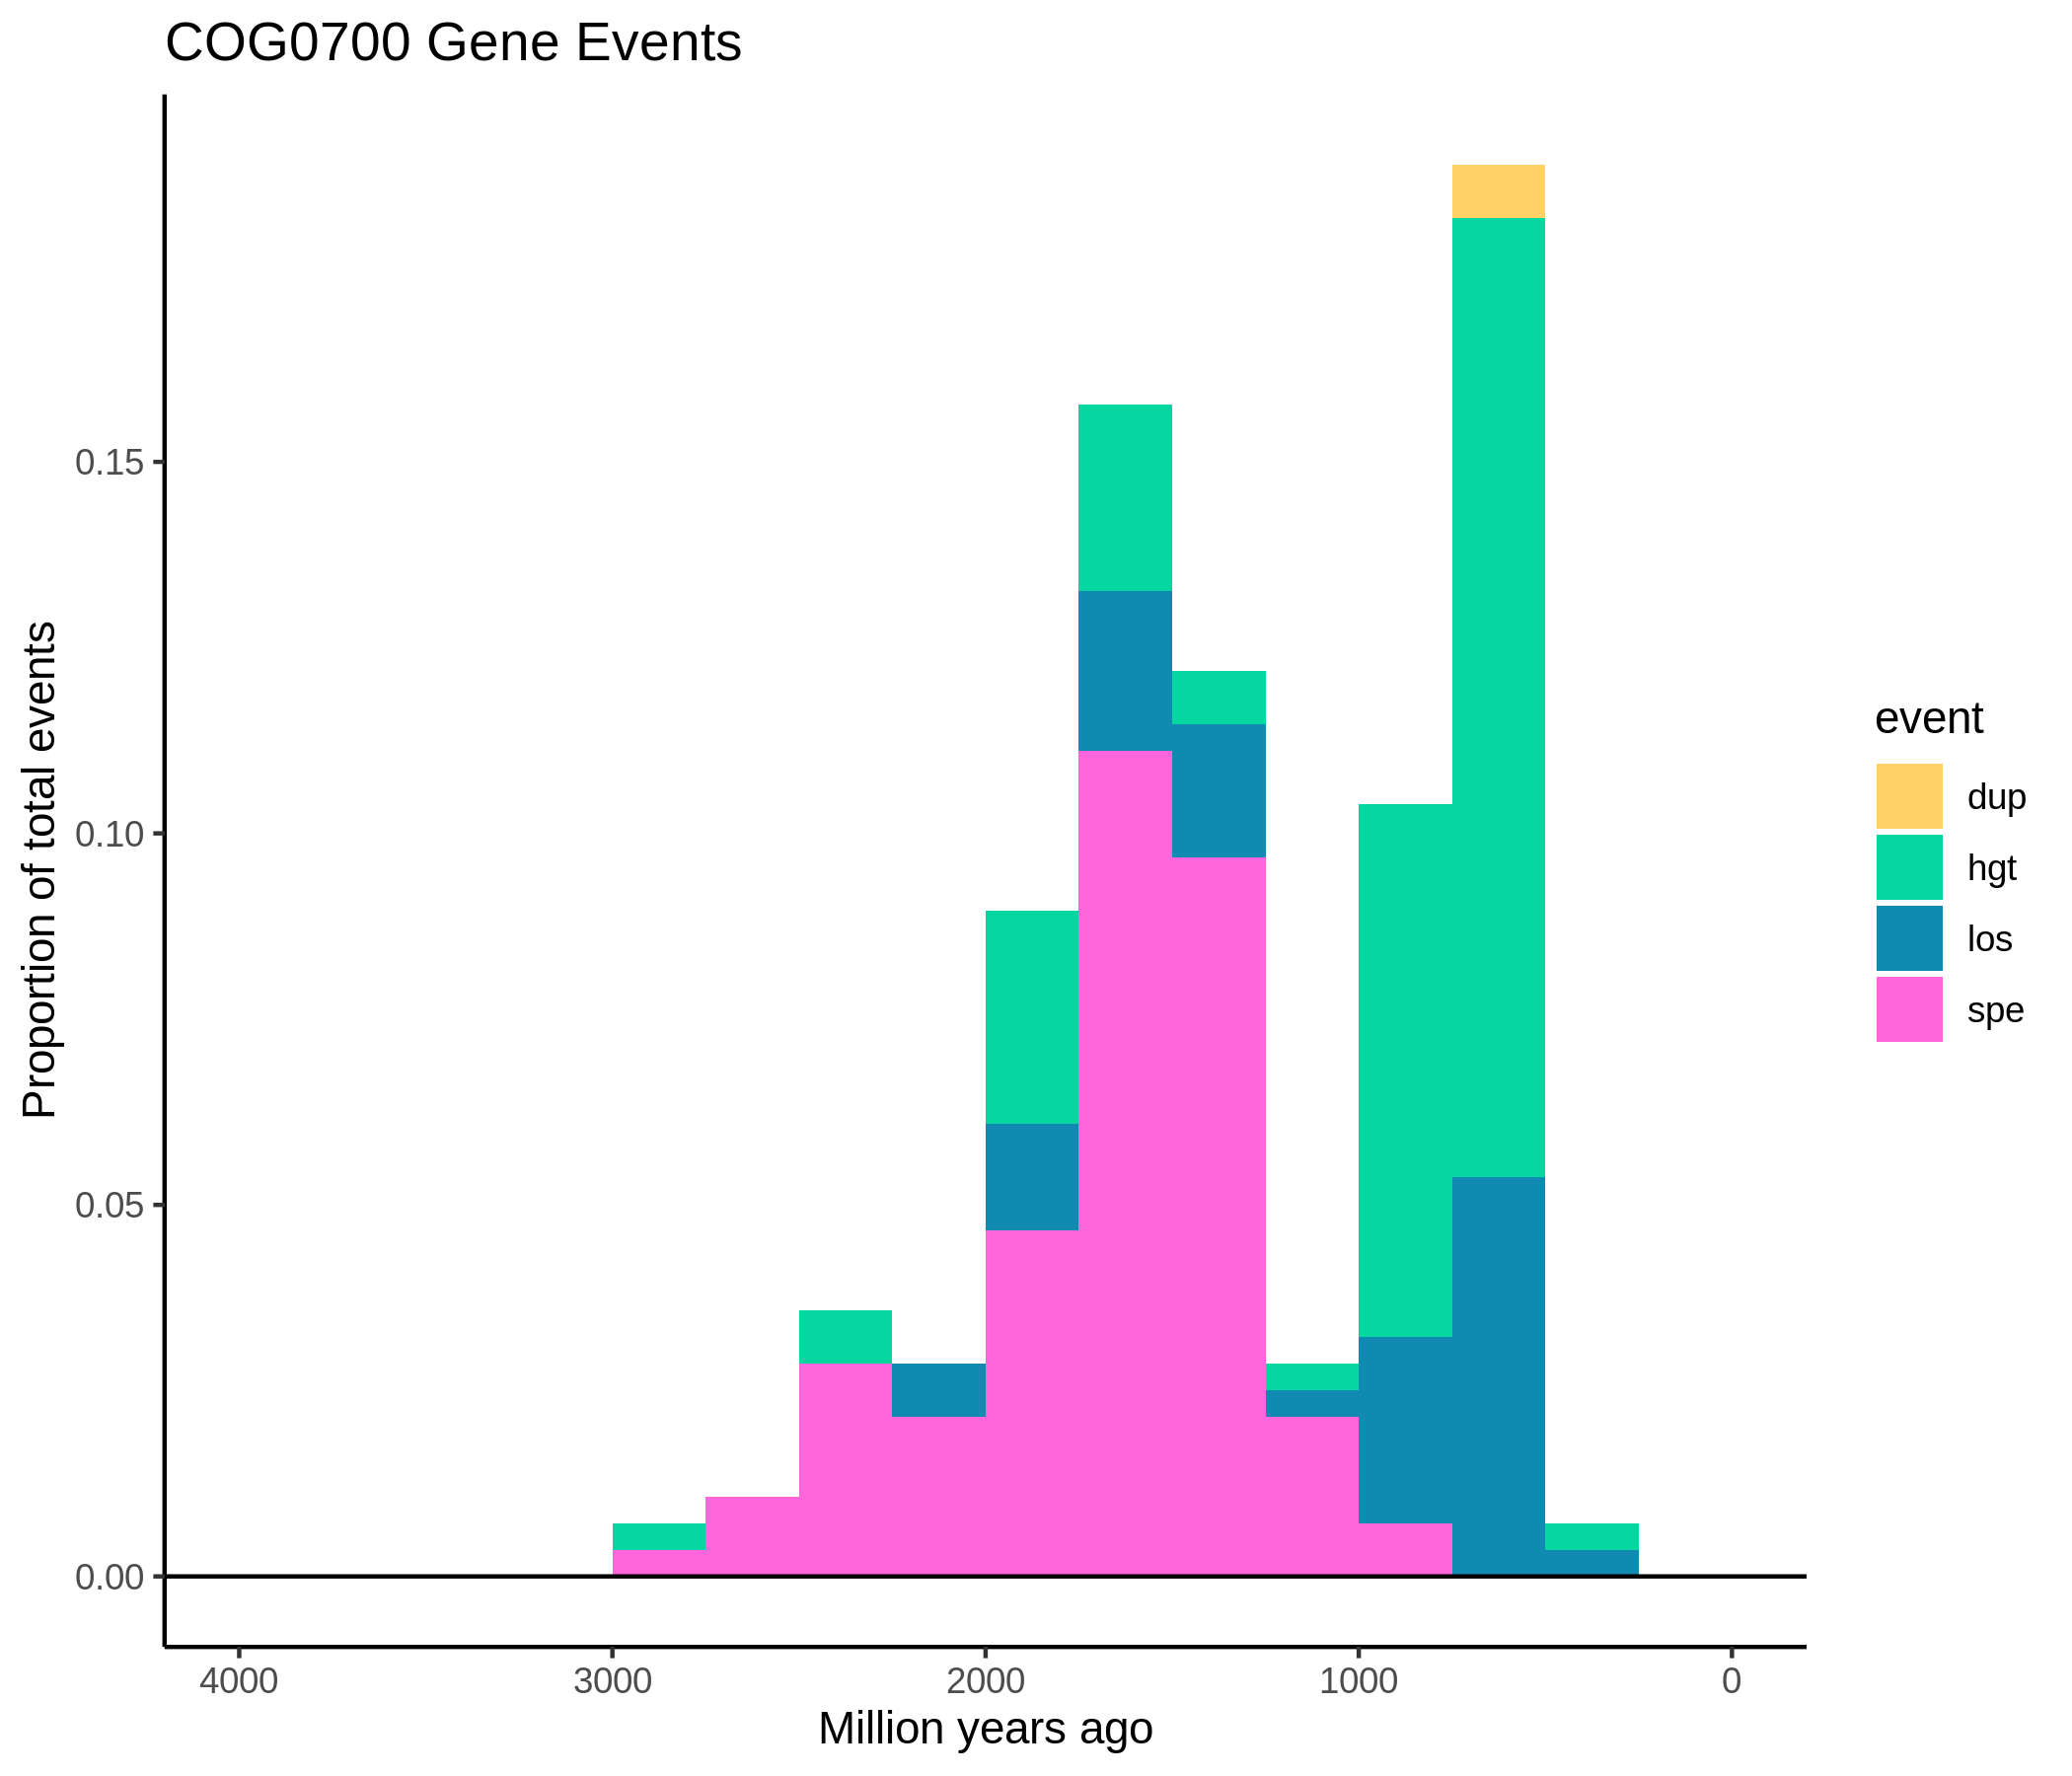 COG0700 Gene Events
Proportion of total events
0.15
0.10
0.05
0.00
4000 3000 2000 1000 0
Million years ago
event
dup
hgt
los
spe